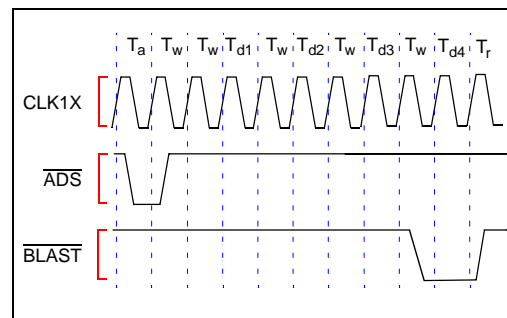 Ta Tw Tw Td1 Tw Td2 Tw Td3 Tw Td4 Tr
CLK1X
ADS
BLAST